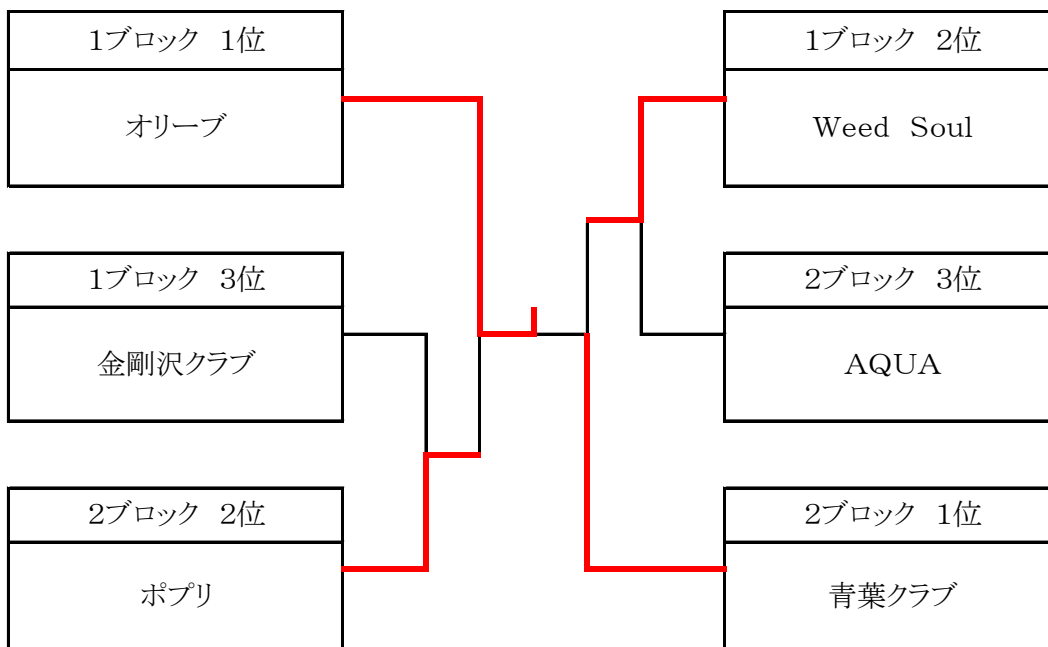 1ブロック 1位
オリーブ
1ブロック 3位
金剛沢クラブ
2ブロック 2位
ポプリ
1ブロック 2位
Weed Soul
2ブロック 3位
AQUA
2ブロック 1位
青葉クラブ